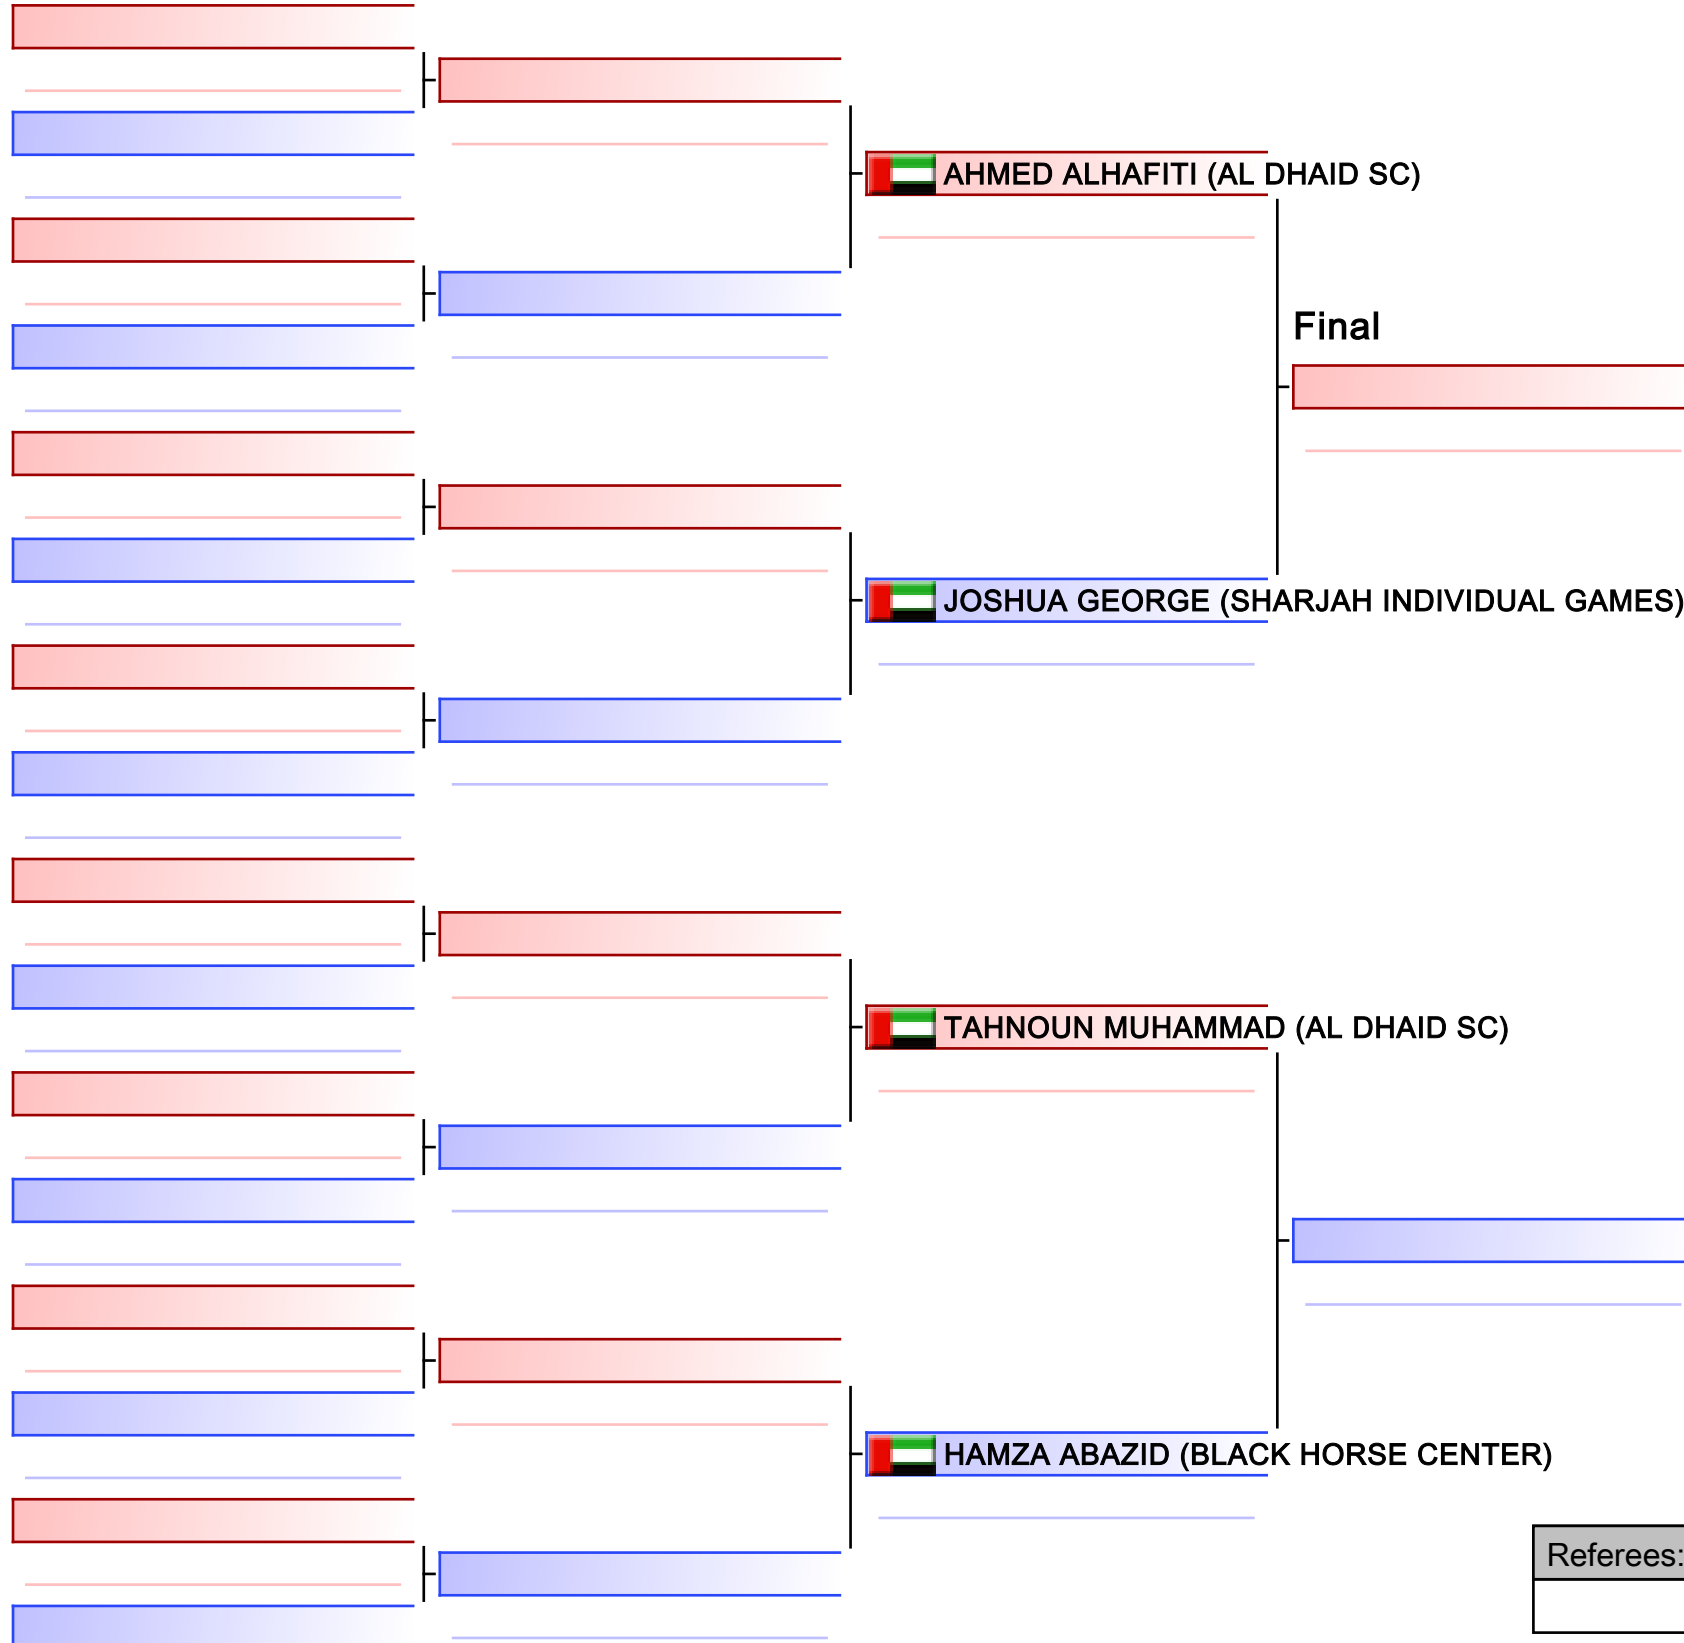 AHMED ALHAFITI (AL DHAID SC)
Final
JOSHUA GEORGE (SHARJAH INDIVIDUAL GAMES)
TAHNOUN MUHAMMAD (AL DHAID SC)
HAMZA ABAZID (BLACK HORSE CENTER)
Referees: